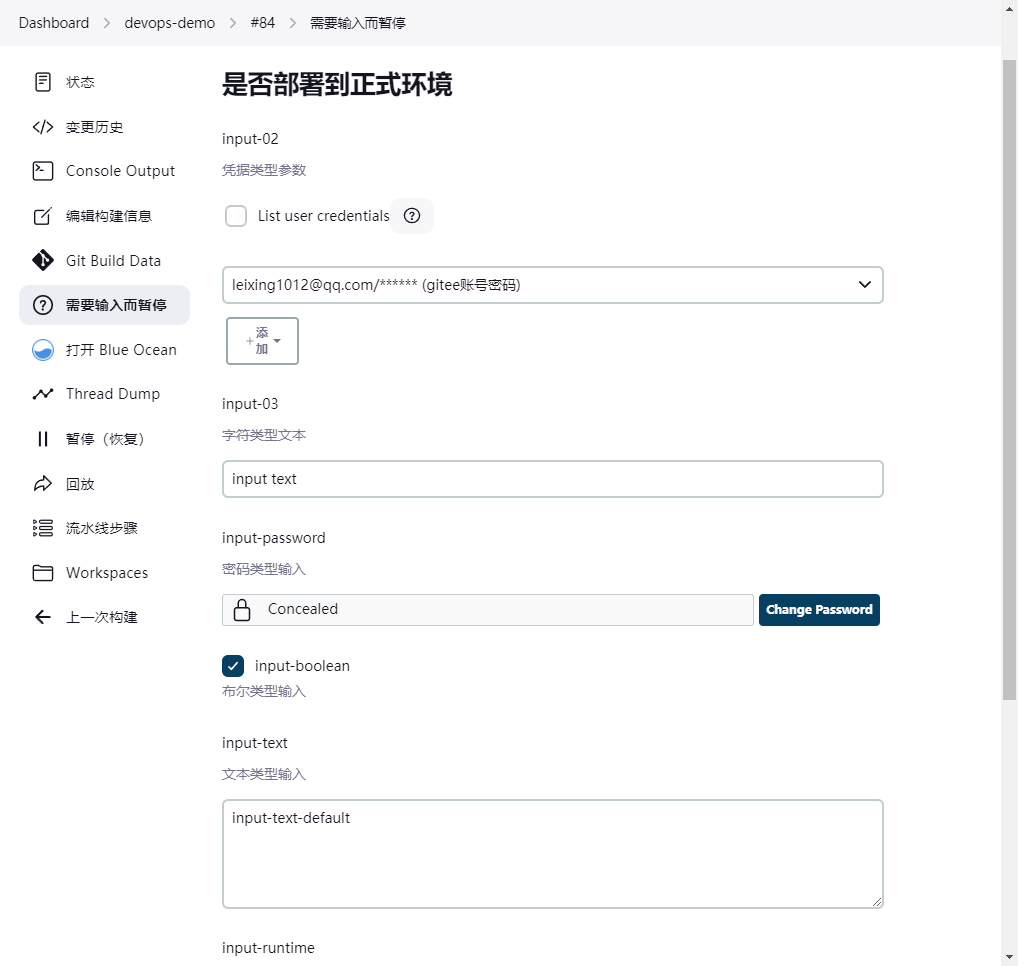 Dashboard > devops-demo > #84 > 需要输入而暂停
状态
变更历史
Console Output
编辑构建信息
Git Build Data
需要输入而暂停
打开 Blue Ocean
Thread Dump
暂停（恢复）
回放
流水线步骤
Workspaces
上一次构建
是否部署到正式环境
input-02
凭据类型参数
List user credentials
leixing1012@qq.com/****** (gitee账号密码)
添
加
input-03
字符类型文本
input text
input-password
密码类型输入
Concealed
Change Password
input-boolean
布尔类型输入
input-text
文本类型输入
input-text-default
input-runtime